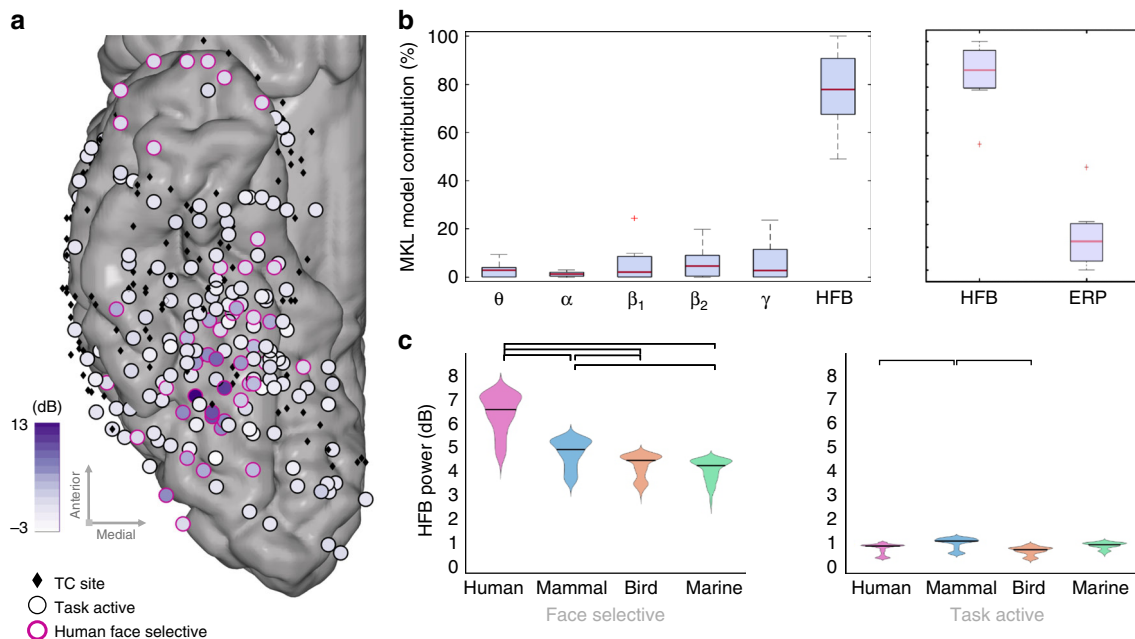 a
(dB)
13
–3
Anterior
Medial
TC site
Task active
Human face selective
b
MKL model contribution (%)
100
80
60
40
20
0
θ α β1 β2 γ HFB
HFB ERP
c
HFB power (dB)
8
7
6
5
4
3
2
1
0
Human Mammal Bird Marine
Face selective
8
7
6
5
4
3
2
1
0
Human Mammal Bird Marine
Task active